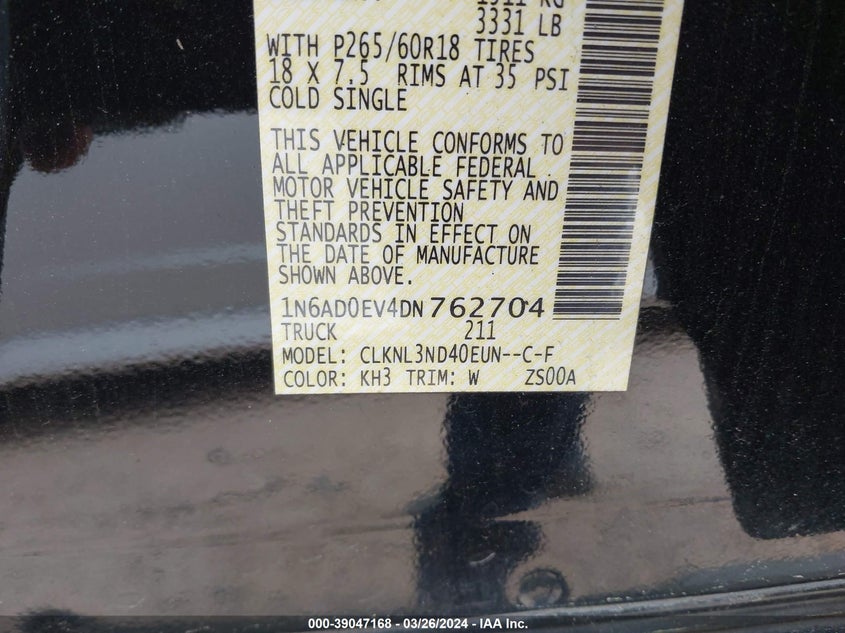 3331 LB
WITH P265/60R18 TIRES
18 X 7.5 RIMS AT 35 PSI
COLD SINGLE
THIS VEHICLE CONFORMS TO
ALL APPLICABLE FEDERAL
MOTOR VEHICLE SAFETY AND
THEFT PREVENTION
STANDARDS IN EFFECT ON
THE DATE OF MANUFACTURE
SHOWN ABOVE.
1N6AD0EV4DN762704
TRUCK 211
MODEL: CLKNL3ND40EUN--C-F
COLOR: KH3 TRIM: W ZS00A
000-39047168 - 03/26/2024 - IAA Inc.